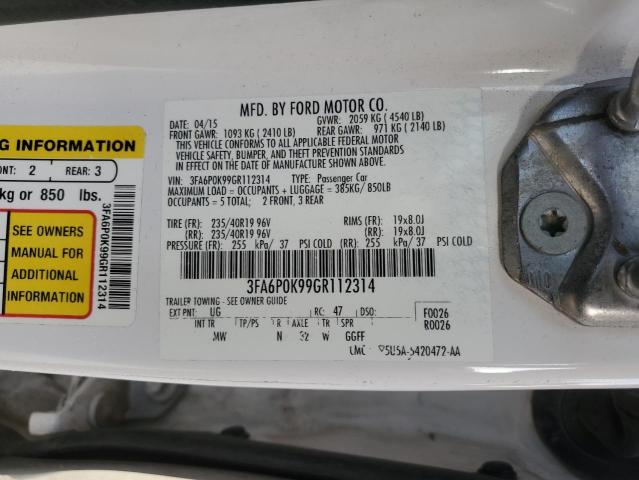 NG INFORMATION
FRONT: 2 REAR: 3
kg or 850 lbs.
SEE OWNERS
MANUAL FOR
ADDITIONAL
INFORMATION
3FA6P0K99GR112314
MFD. BY FORD MOTOR CO.
DATE: 04/15 GVWR: 2059 KG (4540 LB)
FRONT GAWR: 1093 KG (2410 LB) REAR GAWR: 971 KG (2140 LB)
THIS VEHICLE CONFORMS TO ALL APPLICABLE FEDERAL MOTOR
VEHICLE SAFETY, BUMPER, AND THEFT PREVENTION STANDARDS
IN EFFECT ON THE DATE OF MANUFACTURE SHOWN ABOVE.
VIN: 3FA6P0K99GR112314 TYPE: Passenger Car
MAXIMUM LOAD = OCCUPANTS + LUGGAGE = 385KG/850LB
OCCUPANTS = 5 TOTAL; 2 FRONT, 3 REAR
TIRE (FR): 235/40R19 96V RIMS (FR): 19x8.0J
(RR): 235/40R19 96V (RR): 19x8.0J
PRESSURE (FR): 255 kPa/ 37 PSI COLD (RR): 255 kPa/ 37 PSI COLD
3FA6P0K99GR112314
TRAILER TOWING - SEE OWNER GUIDE
EXT PNT: UG RC: 47 DSO: F0026
INT TR TP/PS R AXLE TR SPR R0026
MW N W GGFF
5U5A-5420472-AA